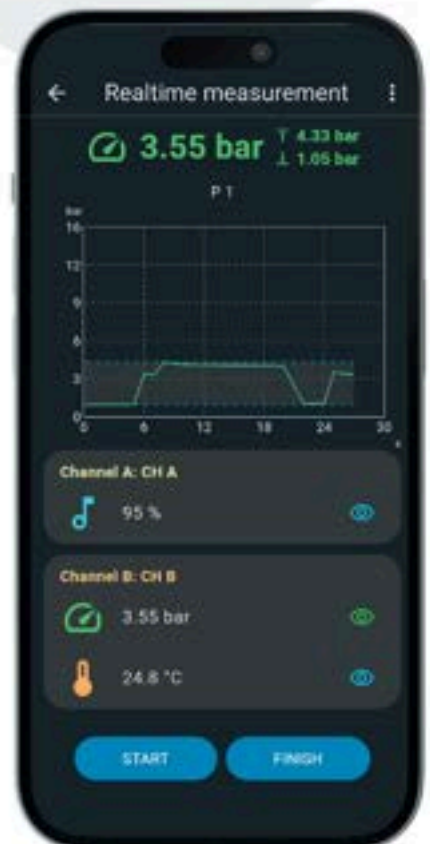 Realtime measurement
3.55 bar
4.33 bar
1.05 bar
P 1
bar
16
12
9
6
3
0
0 6 12 18 24 30
s
Channel A: CH A
95 %
Channel B: CH B
3.55 bar
24.8 °C
START FINISH